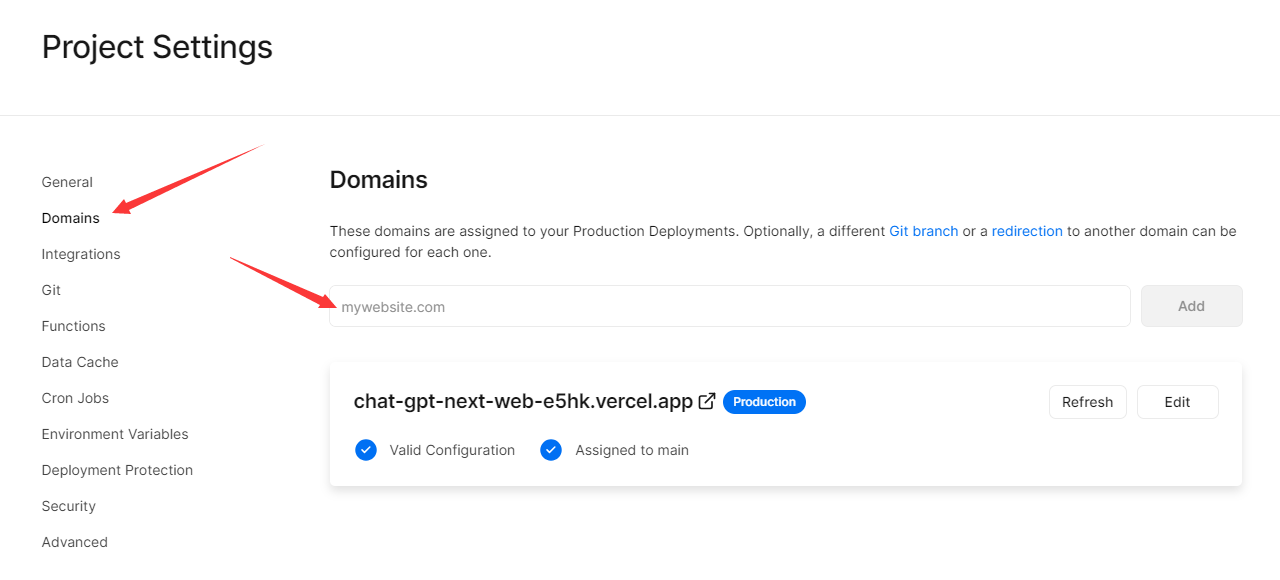 Project Settings
General
Domains
Integrations
Git
Functions
Data Cache
Cron Jobs
Environment Variables
Deployment Protection
Security
Advanced
Domains
These domains are assigned to your Production Deployments. Optionally, a different Git branch or a redirection to another domain can be
configured for each one.
mywebsite.com
Add
chat-gpt-next-web-e5hk.vercel.app Production
Refresh
Edit
Valid Configuration
Assigned to main